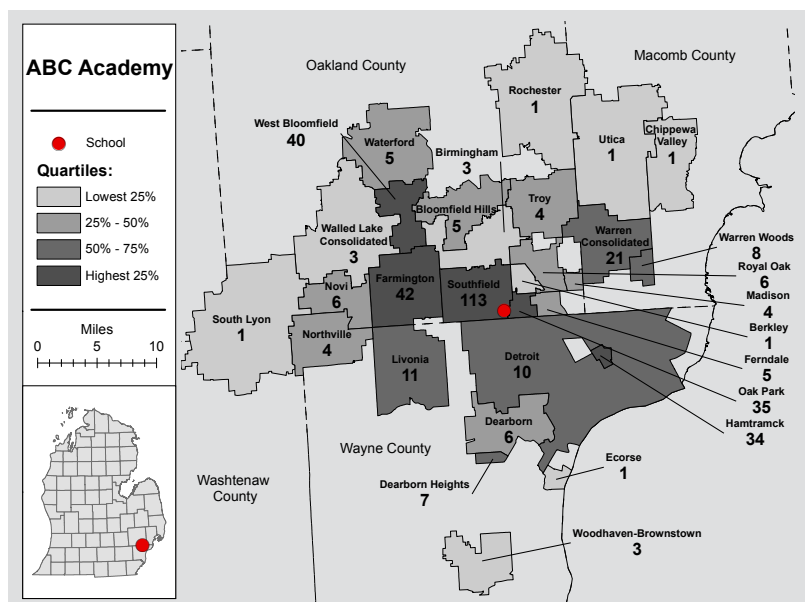 ABC Academy
School
Quartiles:
Lowest 25%
25% - 50%
50% - 75%
Highest 25%
Miles
0 5 10
Oakland County
Macomb County
Rochester
1
West Bloomfield
40
Waterford
5
Birmingham
3
Utica
1
Chippewa
Valley
1
Bloomfield Hills
5
Troy
4
Walled Lake
Consolidated
3
Warren
Consolidated
21
Warren Woods
8
Royal Oak
6
Novi
6
Farmington
42
Southfield
113
Madison
4
South Lyon
1
Northville
4
Berkley
1
Livonia
11
Detroit
10
Ferndale
5
Oak Park
35
Hamtramck
34
Dearborn
6
Wayne County
Washtenaw
County
Dearborn Heights
7
Ecorse
1
Woodhaven-Brownstown
3